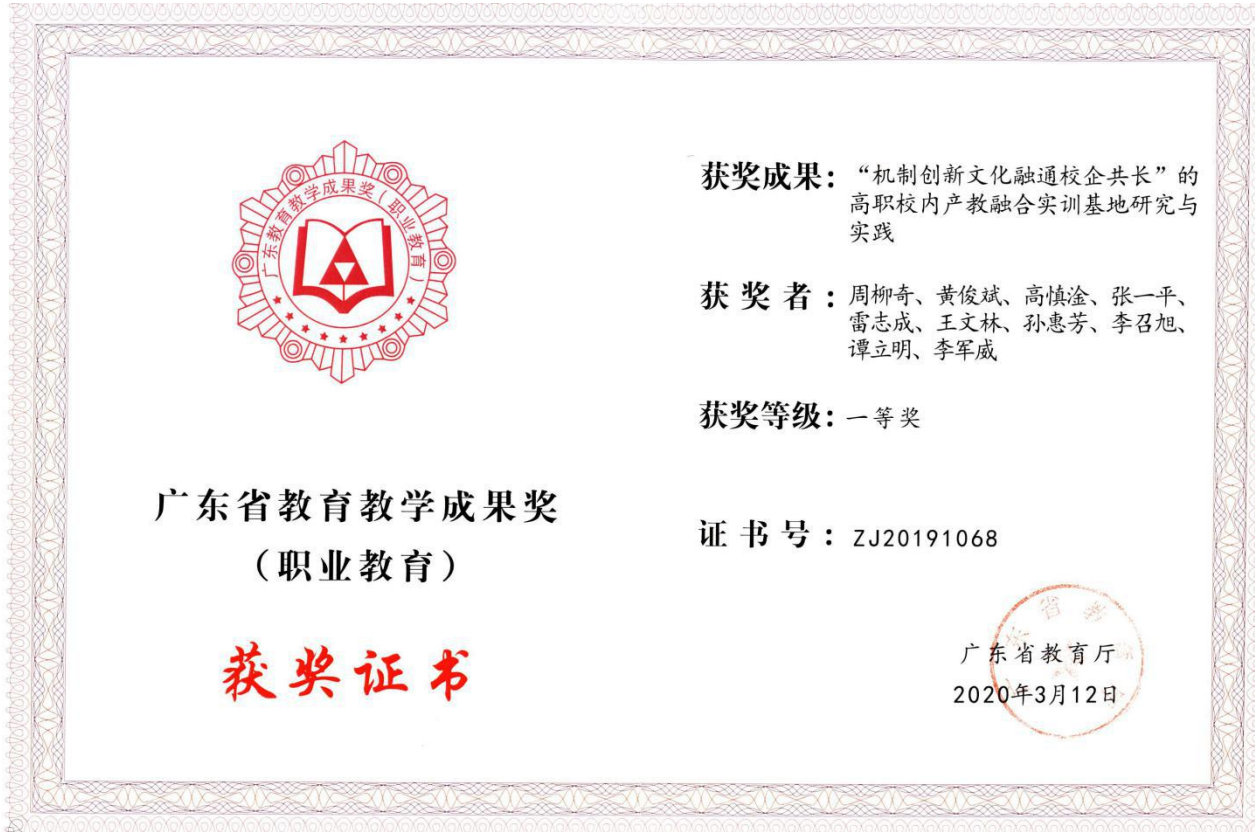 广东教育教学成果奖（职业教育）
广东省教育教学成果奖
（职业教育）
获奖证书
获奖成果：“机制创新文化融通校企共长”的
高职校内产教融合实训基地研究与
实践
获奖者：周柳奇、黄俊斌、高慎淦、张一平、
雷志成、王文林、孙惠芳、李召旭、
谭立明、李军威
获奖等级：一等奖
证书号：ZJ20191068
广东省教育厅
2020年3月12日